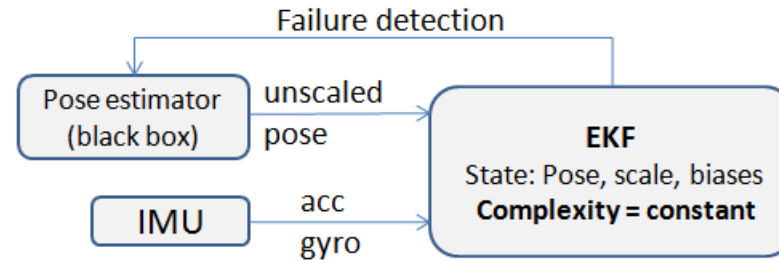 Failure detection
Pose estimator
(black box)
unscaled
pose
IMU
acc
gyro
EKF
State: Pose, scale, biases
Complexity = constant